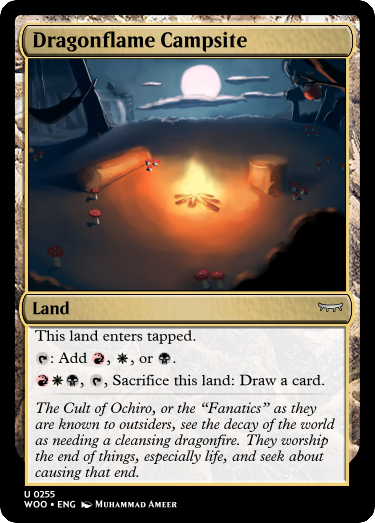 Dragonflame Campsite
Land
This land enters tapped.
: Add , , or .
, , Sacrifice this land: Draw a card.
The Cult of Ochiro, or the “Fanatics” as they
are known to outsiders, see the decay of the world
as needing a cleansing dragonfire. They worship
the end of things, especially life, and seek about
causing that end.
U 0255
WOO • ENG Muhammad Ameer